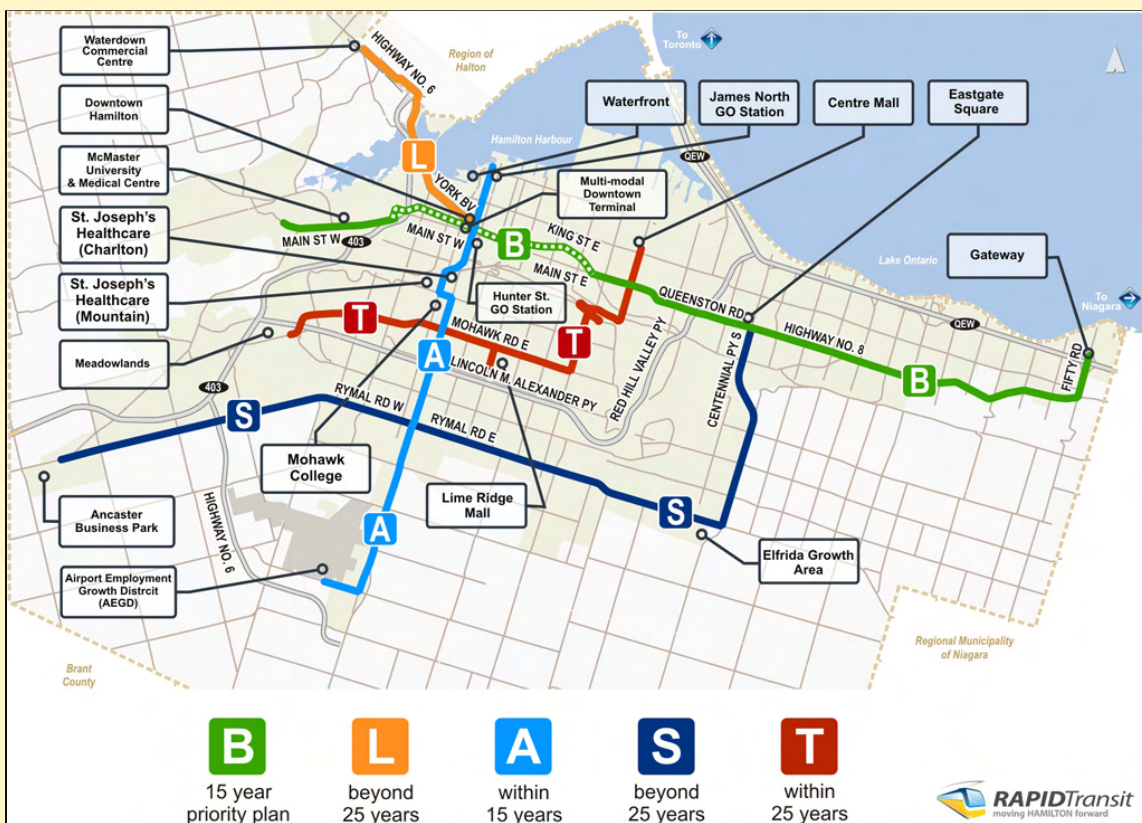 Waterdown
Commercial
Centre
Downtown
Hamilton
McMaster
University
& Medical Centre
St. Joseph's
Healthcare
(Charlton)
St. Joseph's
Healthcare
(Mountain)
Meadowlands
Ancaster
Business Park
Airport Employment
Growth Distrcit
(AEGD)
Brant
County
HIGHWAY NO. 6
Region of
Halton
To
Toronto
Hamilton Harbour
Waterfront
James North
GO Station
Centre Mall
Eastgate
Square
QEW
L
YORK BV
Multi-modal
Downtown
Terminal
MAIN ST W
403
MAIN ST W
B
KING ST E
MAIN ST E
Hunter St.
GO Station
QUEENSTON RD
HIGHWAY NO. 8
B
Lake Ontario
Gateway
To
Niagara
QEW
FIFTY RD
T
MOHAWK RD E
A
T
LINCOLN M. ALEXANDER PY
RED HILL VALLEY PY
CENTENNIAL PY S
403
S
RYMAL RD W
RYMAL RD E
Mohawk
College
Lime Ridge
Mall
A
S
HIGHWAY NO. 6
Elfrida Growth
Area
Regional Municipality
of Niagara
B
15 year
priority plan
L
beyond
25 years
A
within
15 years
S
beyond
25 years
T
within
25 years
RAPIDTransit
moving HAMILTON forward